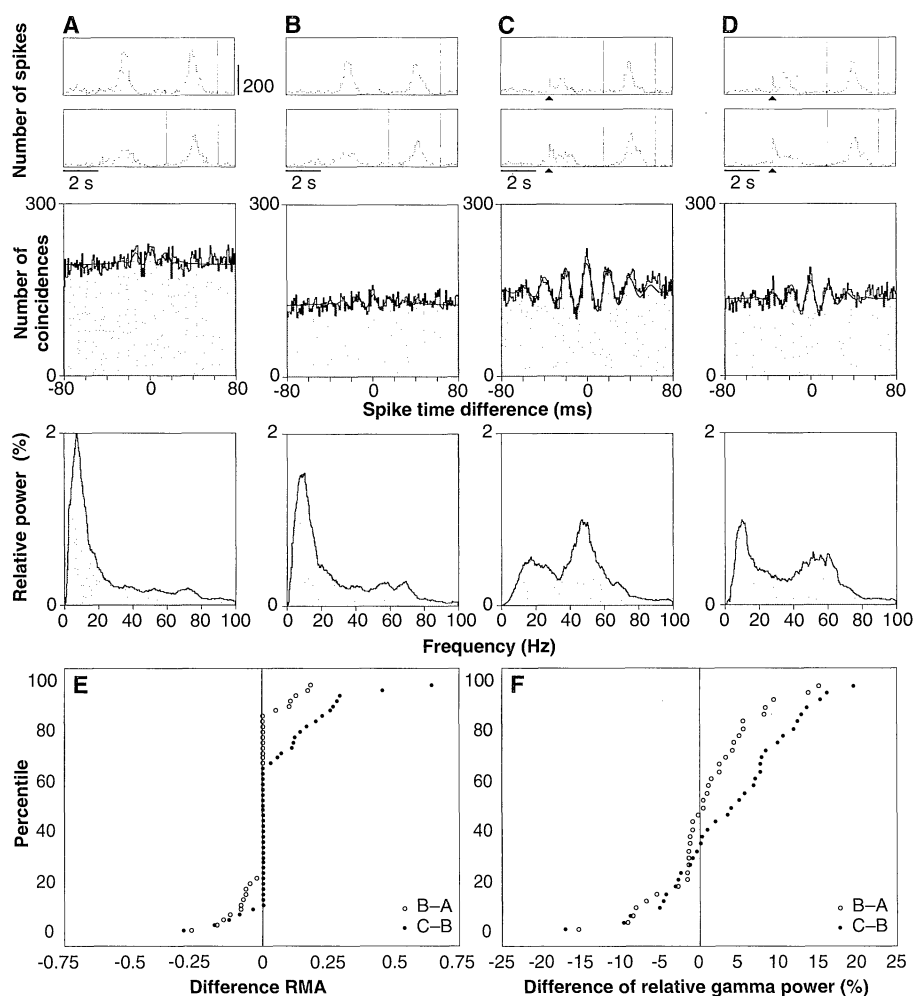 A B C D
Number of spikes
200
2 s 2 s 2 s 2 s
Number of coincidences
300 300 300 300
0 0 0 0
-80 0 80 -80 0 80 -80 0 80 -80 0 80
Spike time difference (ms)
Relative power (%)
2 2 2 2
1 1 1 1
0 0 0 0
0 20 40 60 80 100 0 20 40 60 80 100 0 20 40 60 80 100 0 20 40 60 80 100
Frequency (Hz)
E
Percentile
100
80
60
40
20
0
B–A
C–B
-0.75 -0.5 -0.25 0 0.25 0.5 0.75
Difference RMA
F
100
80
60
40
20
0
B–A
C–B
-25 -20 -15 -10 -5 0 5 10 15 20 25
Difference of relative gamma power (%)